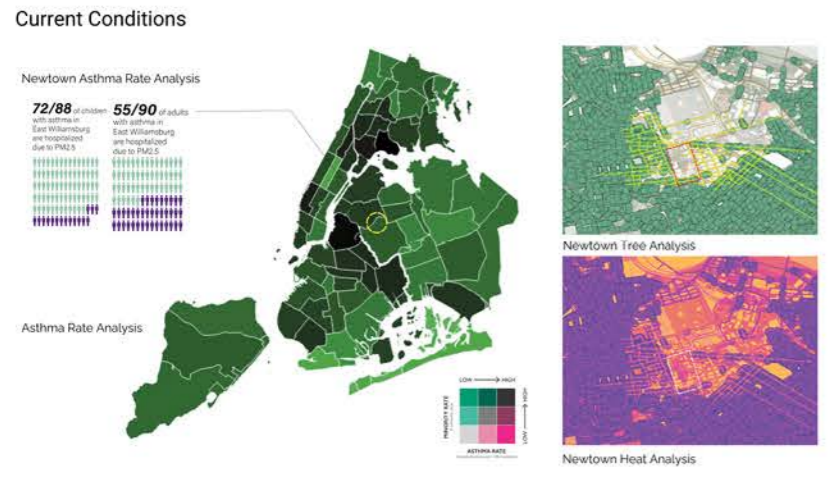 Current Conditions
Newtown Asthma Rate Analysis
72/88 of children
with asthma in
East Williamsburg
are hospitalized
due to PM2.5
55/90 of adults
with asthma in
East Williamsburg
are hospitalized
due to PM2.5
Asthma Rate Analysis
LOW HIGH
MINORITY RATE
LOW HIGH
ASTHMA RATE
Newtown Tree Analysis
Newtown Heat Analysis